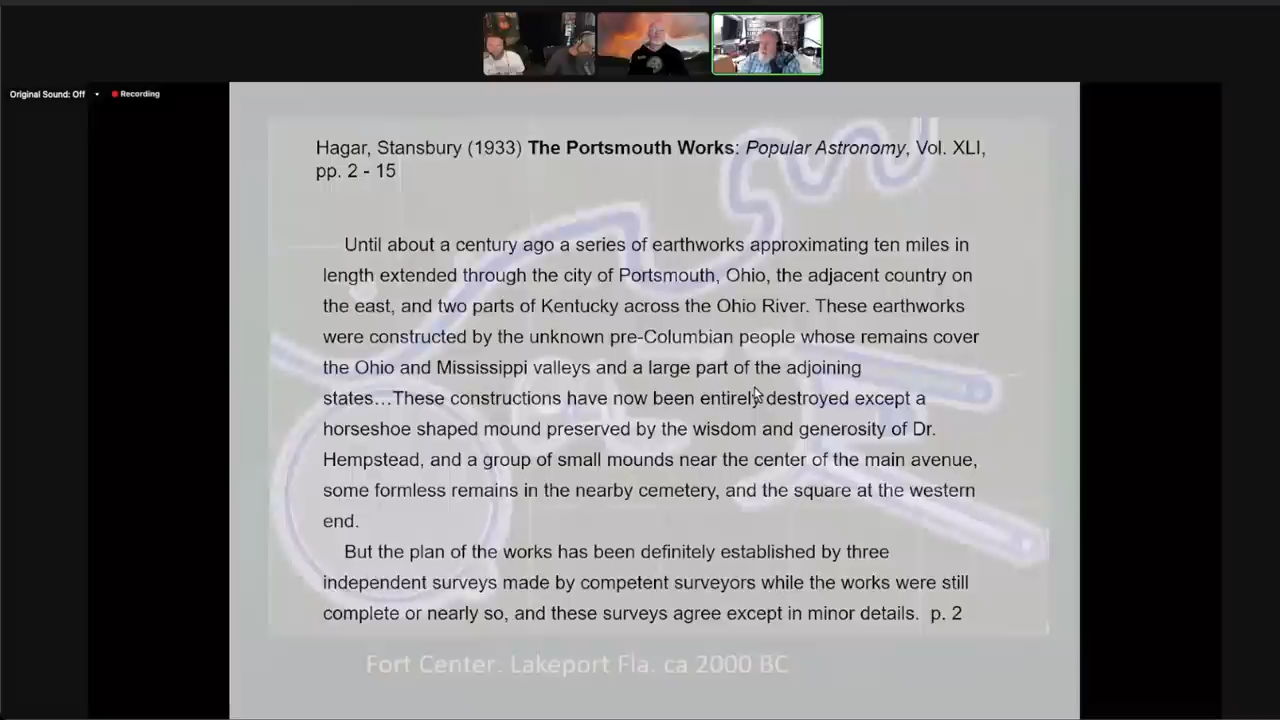 Original Sound: Off
Recording
Hagar, Stansbury (1933) The Portsmouth Works: Popular Astronomy, Vol. XLI,
pp. 2 - 15
Until about a century ago a series of earthworks approximating ten miles in
length extended through the city of Portsmouth, Ohio, the adjacent country on
the east, and two parts of Kentucky across the Ohio River. These earthworks
were constructed by the unknown pre-Columbian people whose remains cover
the Ohio and Mississippi valleys and a large part of the adjoining
states…These constructions have now been entirely destroyed except a
horseshoe shaped mound preserved by the wisdom and generosity of Dr.
Hempstead, and a group of small mounds near the center of the main avenue,
some formless remains in the nearby cemetery, and the square at the western
end.
But the plan of the works has been definitely established by three
independent surveys made by competent surveyors while the works were still
complete or nearly so, and these surveys agree except in minor details. p. 2
Fort Center. Lakeport Fla. ca 2000 BC